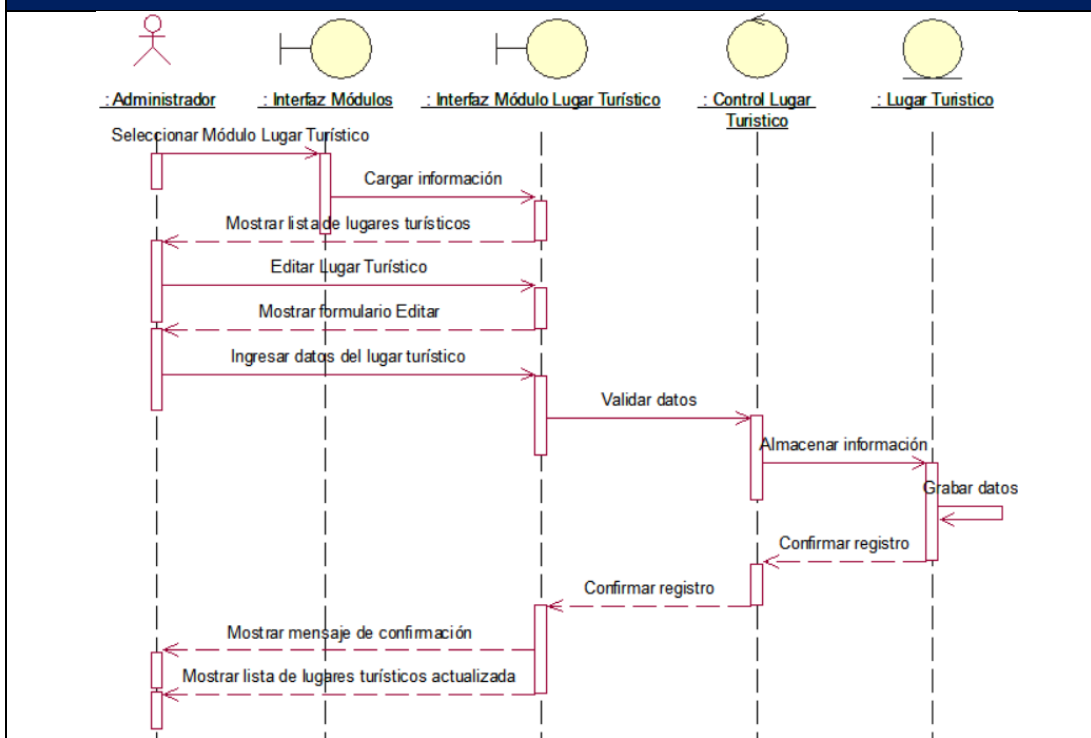 : Administrador
: Interfaz Módulos
: Interfaz Módulo Lugar Turístico
: Control Lugar
Turistico
: Lugar Turistico
Seleccionar Módulo Lugar Turístico
Cargar información
Mostrar lista de lugares turísticos
Editar Lugar Turístico
Mostrar formulario Editar
Ingresar datos del lugar turístico
Validar datos
Almacenar información
Grabar datos
Confirmar registro
Confirmar registro
Mostrar mensaje de confirmación
Mostrar lista de lugares turísticos actualizada